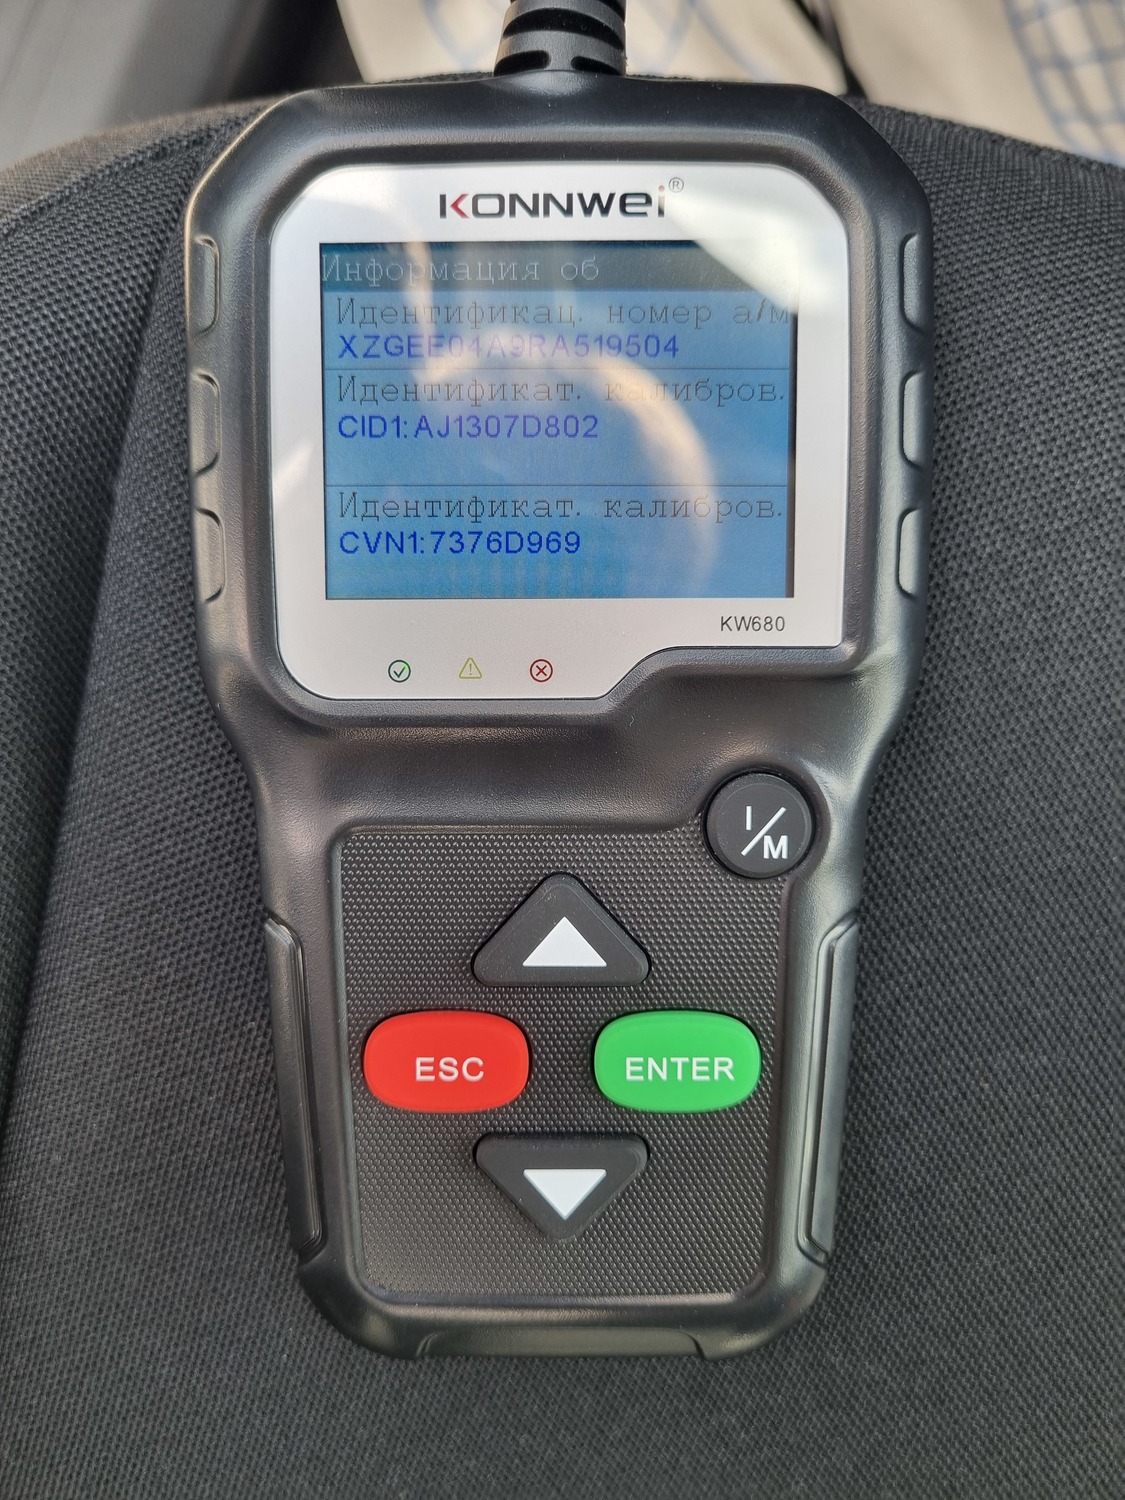 KONNWEI®
Информация об
Идентификац. номер а/м
XZGEE04A9RA519504
Идентификат. калибров.
CID1:AJ1307D802
Идентификат. калибров.
CVN1:7376D969
KW680
I/M
ESC
ENTER